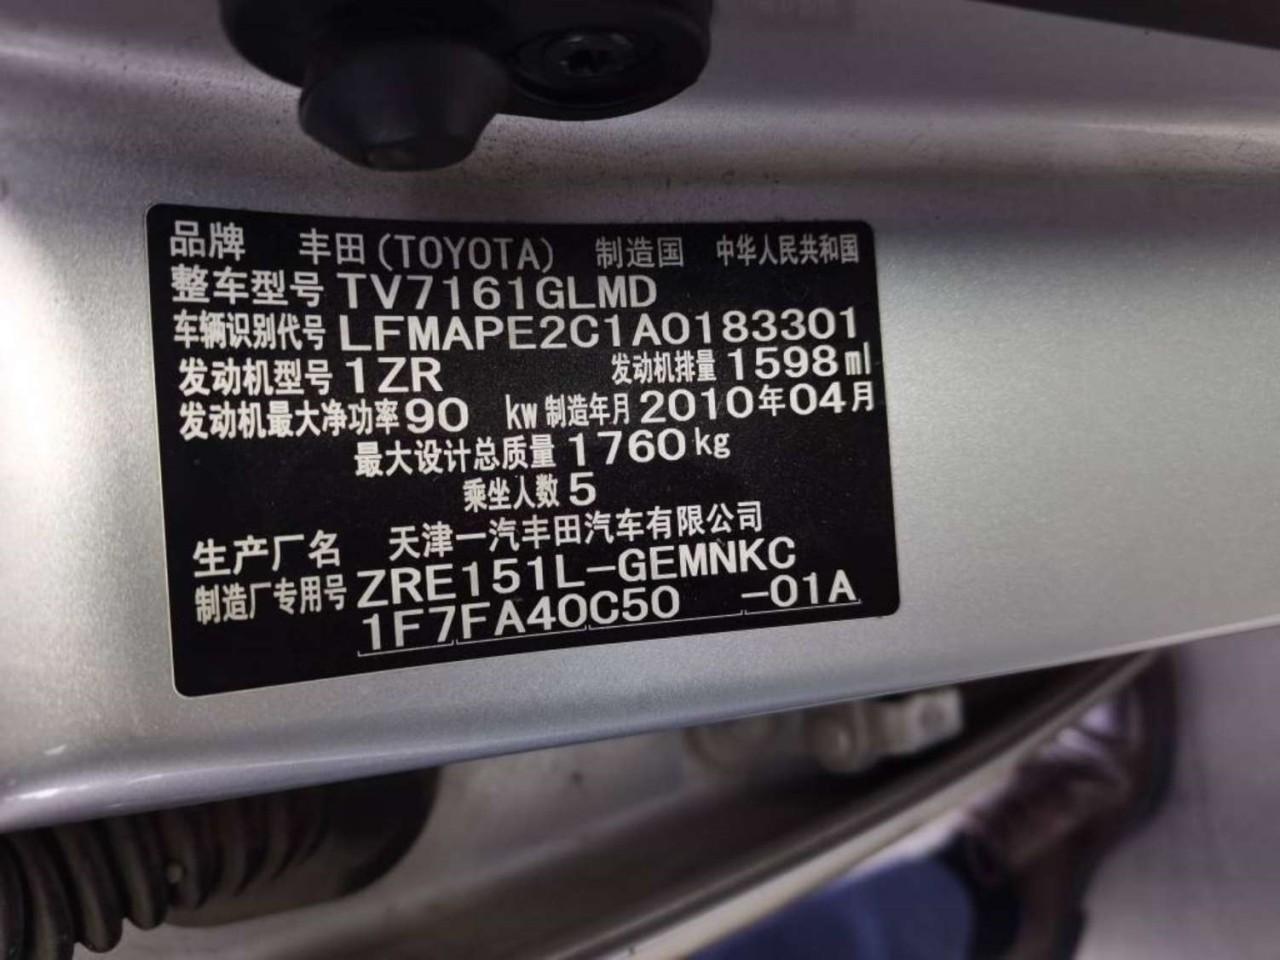 品牌 丰田(TOYOTA) 制造国 中华人民共和国
整车型号 TV7161GLMD
车辆识别代号 LFMAPE2C1A0183301
发动机型号 1ZR 发动机排量 1598ml
发动机最大净功率 90 kw 制造年月 2010年04月
最大设计总质量 1760kg
乘坐人数 5
生产厂名 天津一汽丰田汽车有限公司
制造厂专用号 ZRE151L-GEMNKC
1F7FA40C50 -01A